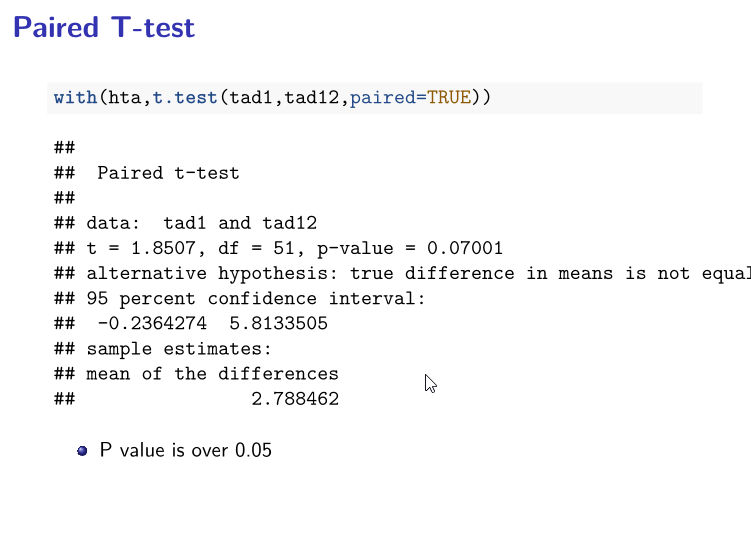 Paired T-test
with(hta,t.test(tad1,tad12,paired=TRUE))
##
##  Paired t-test
##
## data:  tad1 and tad12
## t = 1.8507, df = 51, p-value = 0.07001
## alternative hypothesis: true difference in means is not equal
## 95 percent confidence interval:
##  -0.2364274  5.8133505
## sample estimates:
## mean of the differences
##                2.788462
P value is over 0.05